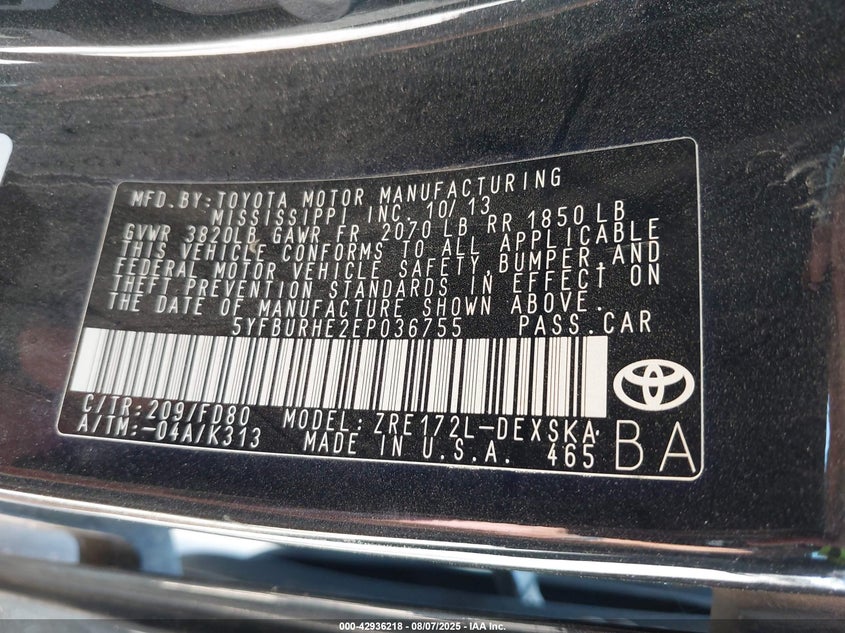 MFD.BY:TOYOTA MOTOR MANUFACTURING
MISSISSIPPI INC. 10/13
GVWR 3820LB GAWR FR 2070 LB RR 1850 LB
THIS VEHICLE CONFORMS TO ALL APPLICABLE
FEDERAL MOTOR VEHICLE SAFETY,BUMPER,AND
THEFT PREVENTION STANDARDS IN EFFECT ON
THE DATE OF MANUFACTURE SHOWN ABOVE.
5YFBURHE2EP036755 PASS.CAR
C/TR:209/FD80 MODEL:ZRE172L-DEXSKA
A/TM:-04A/K313 MADE IN U.S.A. 465
BA
000-42936218 - 08/07/2025 - IAA Inc.